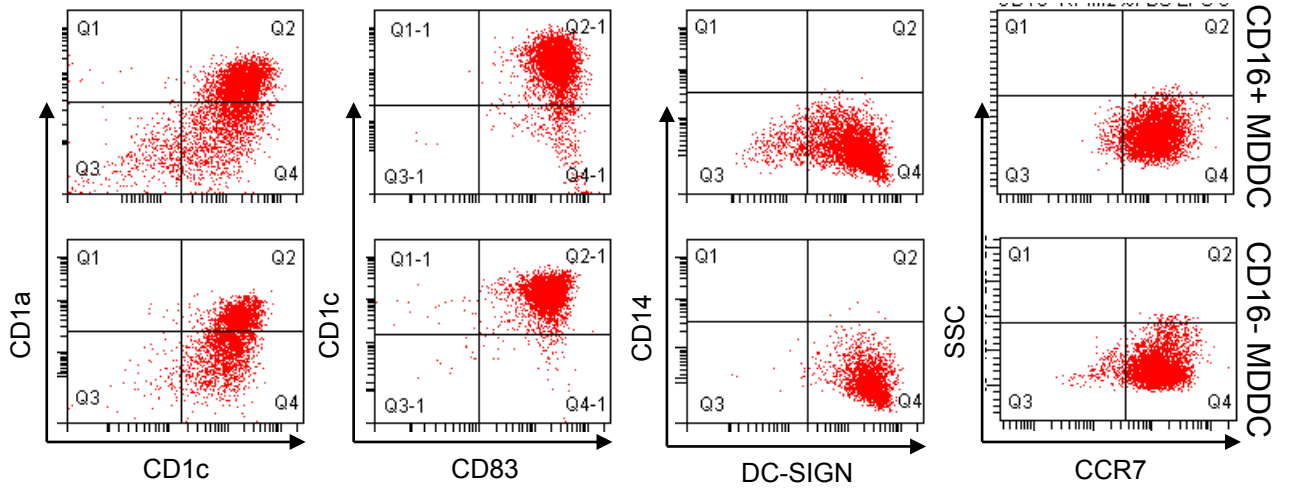 Q1 Q2 Q1-1 Q2-1 Q1 Q2 Q1 Q2
Q3 Q4 Q3-1 Q4-1 Q3 Q4 Q3 Q4
CD16+ MDDC
Q1 Q2 Q1-1 Q2-1 Q1 Q2 Q1 Q2
Q3 Q4 Q3-1 Q4-1 Q3 Q4 Q3 Q4
CD16- MDDC
CD1a
CD1c
CD14
SSC
CD1c
CD83
DC-SIGN
CCR7